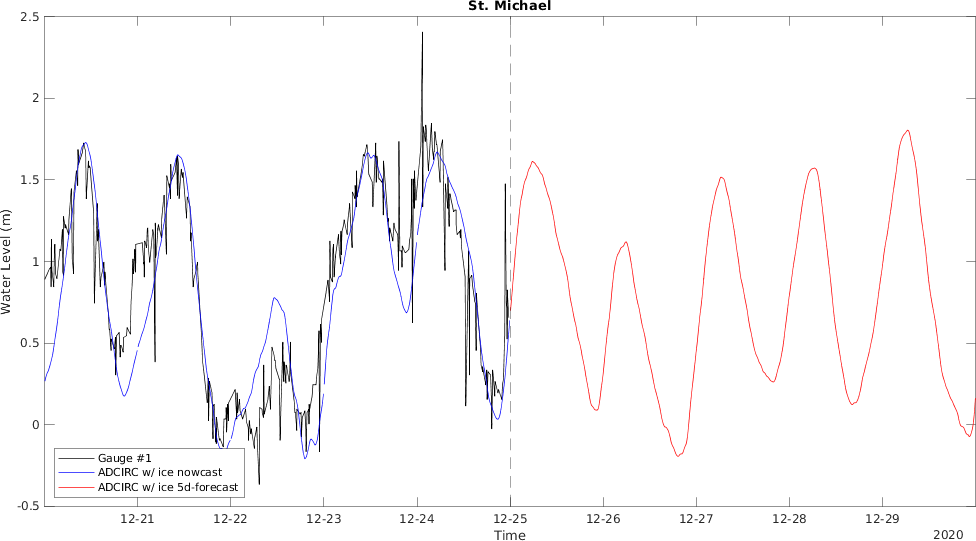 St. Michael
2.5
2
1.5
1
0.5
0
-0.5
Water Level (m)
Gauge #1
ADCIRC w/ ice nowcast
ADCIRC w/ ice 5d-forecast
12-21 12-22 12-23 12-24 12-25 12-26 12-27 12-28 12-29
Time
2020